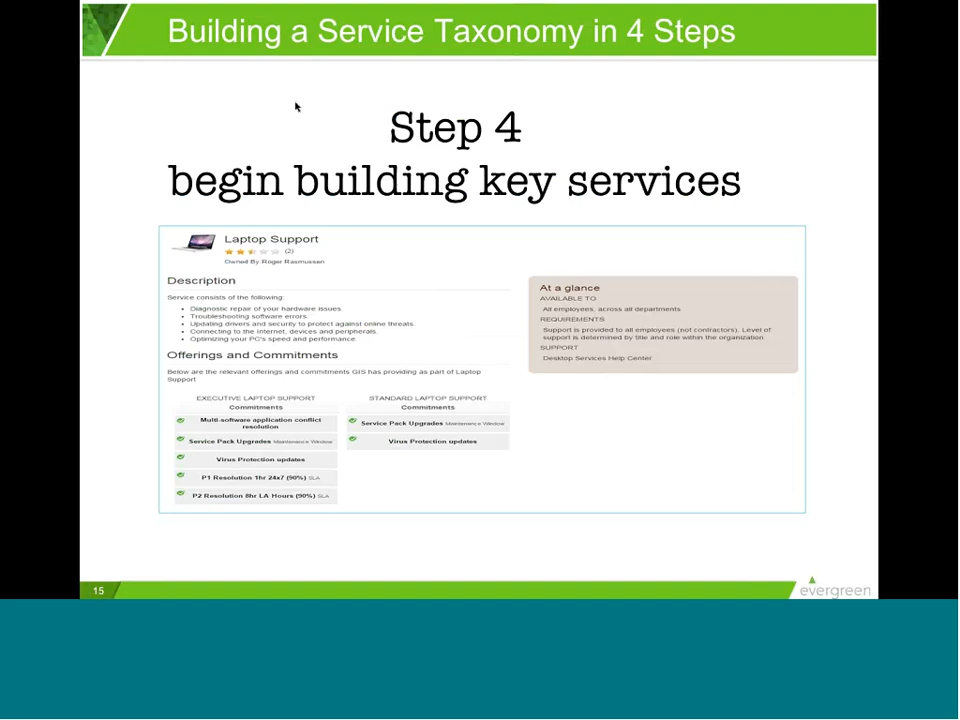 Building a Service Taxonomy in 4 Steps
Step 4
begin building key services
Laptop Support
(2)
Owned By Roger Rasmussen
Description
Service consists of the following:
Diagnostic repair of your hardware issues.
Troubleshooting software errors.
Updating drivers and security to protect against online threats.
Connecting to the Internet, devices and peripherals.
Optimizing your PC's speed and performance.
Offerings and Commitments
Below are the relevant offerings and commitments GIS has providing as part of Laptop
Support
EXECUTIVE LAPTOP SUPPORT
Commitments
Multi-software application conflict
resolution
Service Pack Upgrades Maintenance Window
Virus Protection updates
P1 Resolution 1hr 24x7 (90%) SLA
P2 Resolution 8hr LA Hours (90%) SLA
STANDARD LAPTOP SUPPORT
Commitments
Service Pack Upgrades Maintenance Window
Virus Protection updates
At a glance
AVAILABLE TO
All employees, across all departments
REQUIREMENTS
Support is provided to all employees (not contractors). Level of
support is determined by title and role within the organization.
SUPPORT
Desktop Services Help Center
15
evergreen